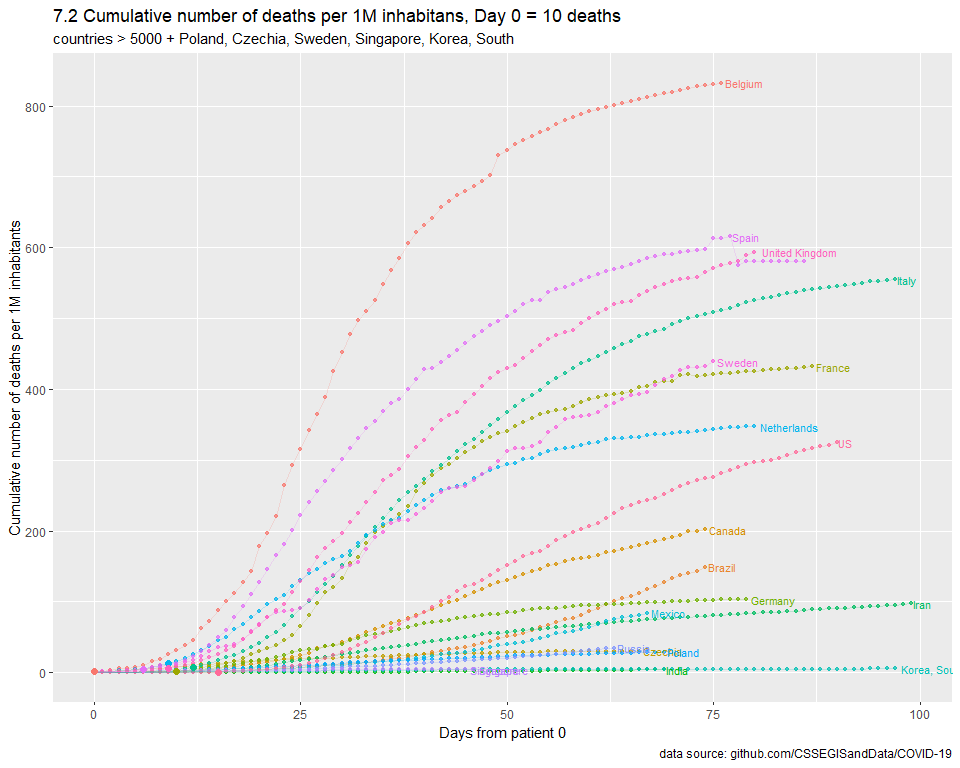 7.2 Cumulative number of deaths per 1M inhabitans, Day 0 = 10 deaths
countries > 5000 + Poland, Czechia, Sweden, Singapore, Korea, South
Cumulative number of deaths per 1M inhabitants
800
600
400
200
0
Belgium
Spain
United Kingdom
Italy
Sweden
France
Netherlands
US
Canada
Brazil
Germany
Iran
Mexico
Russia
Czechia
Poland
Singapore
India
Korea, Sou
0
25
50
75
100
Days from patient 0
data source: github.com/CSSEGISandData/COVID-19